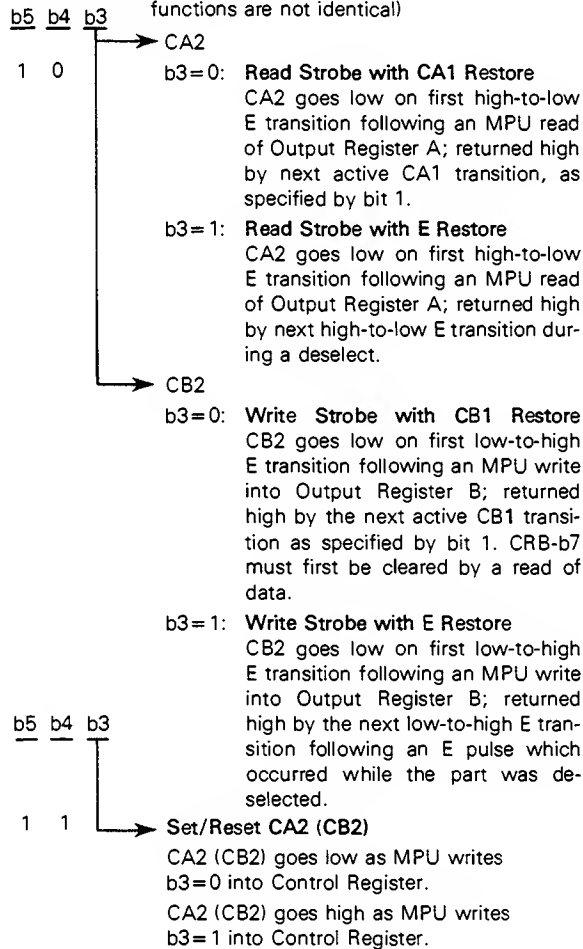 functions are not identical)
b5 b4 b3
CA2
1 0 b3=0: Read Strobe with CA1 Restore
CA2 goes low on first high-to-low
E transition following an MPU read
of Output Register A; returned high
by next active CA1 transition, as
specified by bit 1.
b3=1: Read Strobe with E Restore
CA2 goes low on first high-to-low
E transition following an MPU read
of Output Register A; returned high
by next high-to-low E transition dur-
ing a deselect.
CB2
b3=0: Write Strobe with CB1 Restore
CB2 goes low on first low-to-high
E transition following an MPU write
into Output Register B; returned
high by the next active CB1 transi-
tion as specified by bit 1. CRB-b7
must first be cleared by a read of
data.
b3=1: Write Strobe with E Restore
CB2 goes low on first low-to-high
E transition following an MPU write
into Output Register B; returned
b5 b4 b3 high by the next low-to-high E tran-
sition following an E pulse which
occurred while the part was de-
selected.
1 1 Set/Reset CA2 (CB2)
CA2 (CB2) goes low as MPU writes
b3=0 into Control Register.
CA2 (CB2) goes high as MPU writes
b3=1 into Control Register.